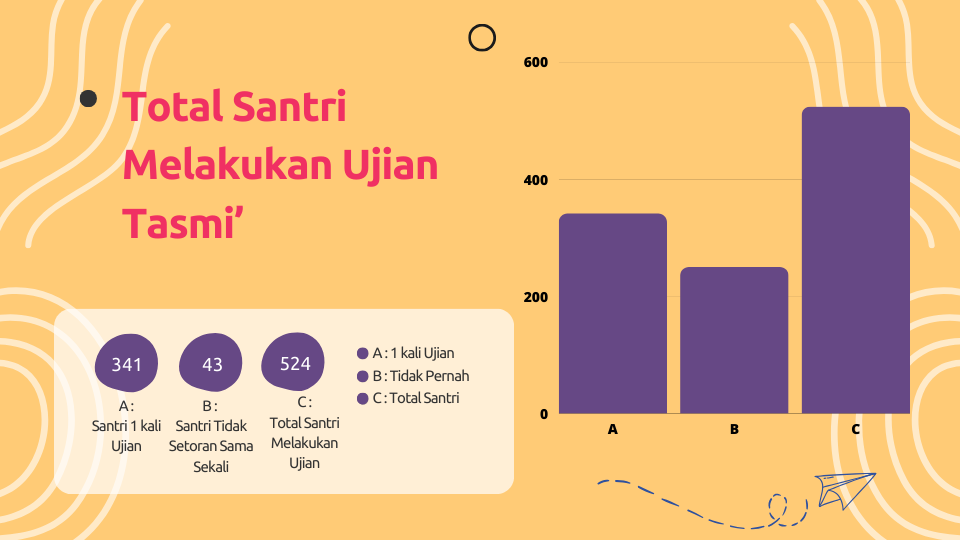 Total Santri
Melakukan Ujian
Tasmi’
341
A :
Santri 1 kali
Ujian
43
B :
Santri Tidak
Setoran Sama
Sekali
524
C :
Total Santri
Melakukan
Ujian
A : 1 kali Ujian
B : Tidak Pernah
C : Total Santri
600
400
200
0
A B C